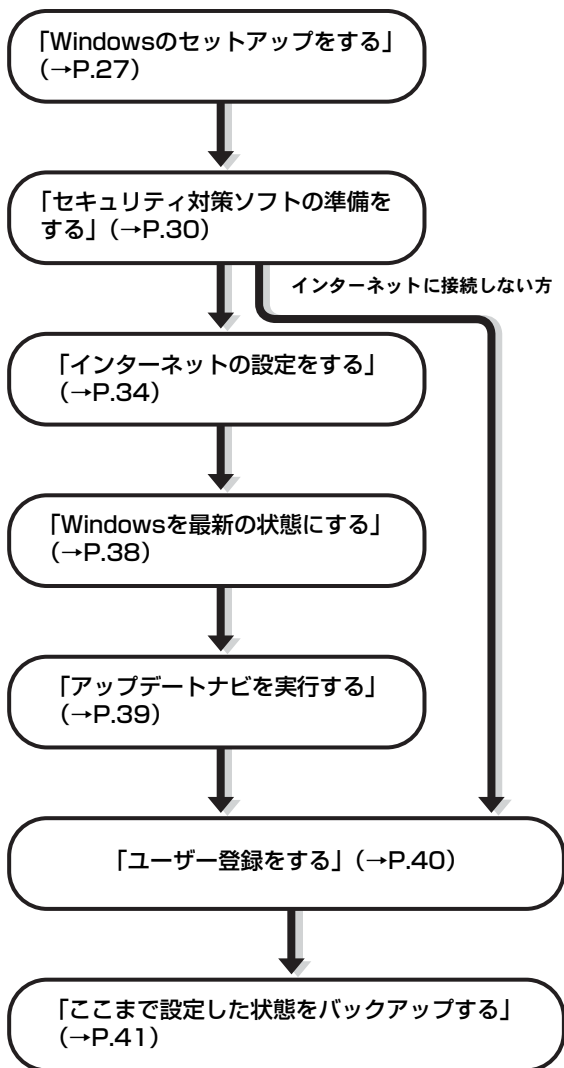 「Windowsのセットアップをする」
（→P.27）
「セキュリティ対策ソフトの準備を
する」（→P.30）
インターネットに接続しない方
「インターネットの設定をする」
（→P.34）
「Windowsを最新の状態にする」
（→P.38）
「アップデートナビを実行する」
（→P.39）
「ユーザー登録をする」（→P.40）
「ここまで設定した状態をバックアップする」
（→P.41）